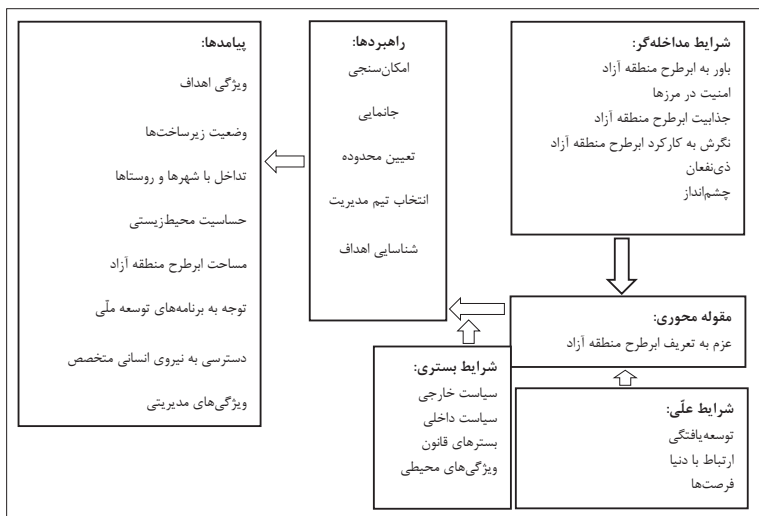 شرایط مداخله‌گر:
باور به ابرطرح منطقه آزاد
امنیت در مرزها
جذابیت ابرطرح منطقه آزاد
نگرش به کارکرد ابرطرح منطقه آزاد
ذی‌نفعان
چشم‌انداز
مقوله محوری:
عزم به تعریف ابرطرح منطقه آزاد
شرایط علّی:
توسعه‌یافتگی
ارتباط با دنیا
فرصت‌ها
شرایط بستری:
سیاست خارجی
سیاست داخلی
بسترهای قانون
ویژگی‌های محیطی
راهبردها:
امکان‌سنجی
جانمایی
تعیین محدوده
انتخاب تیم مدیریت
شناسایی اهداف
پیامدها:
ویژگی اهداف
وضعیت زیرساخت‌ها
تداخل با شهرها و روستاها
حساسیت محیط‌زیستی
مساحت ابرطرح منطقه آزاد
توجه به برنامه‌های توسعه ملّی
دسترسی به نیروی انسانی متخصص
ویژگی‌های مدیریتی